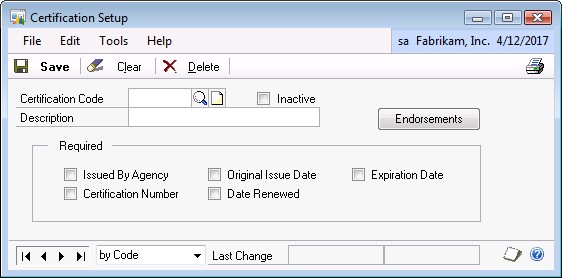 Certification Setup
File Edit Tools Help sa Fabrikam, Inc. 4/12/2017
Save Clear Delete
Certification Code Inactive
Description Endorsements
Required
Issued By Agency Original Issue Date Expiration Date
Certification Number Date Renewed
by Code Last Change